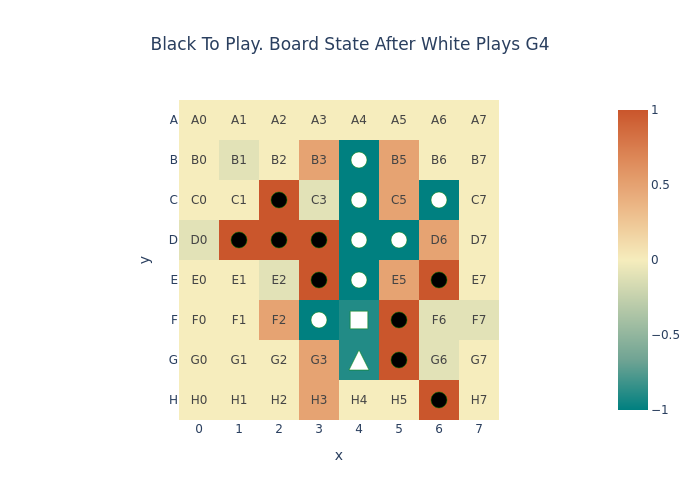 Black To Play. Board State After White Plays G4
A A0 A1 A2 A3 A4 A5 A6 A7
B B0 B1 B2 B3 B5 B6 B7
C C0 C1 C3 C5 C7
D D0 D6 D7
E E0 E1 E2 E5 E7
F F0 F1 F2 F6 F7
G G0 G1 G2 G3 G6 G7
H H0 H1 H2 H3 H4 H5 H7
0 1 2 3 4 5 6 7
x
y
1
0.5
0
−0.5
−1